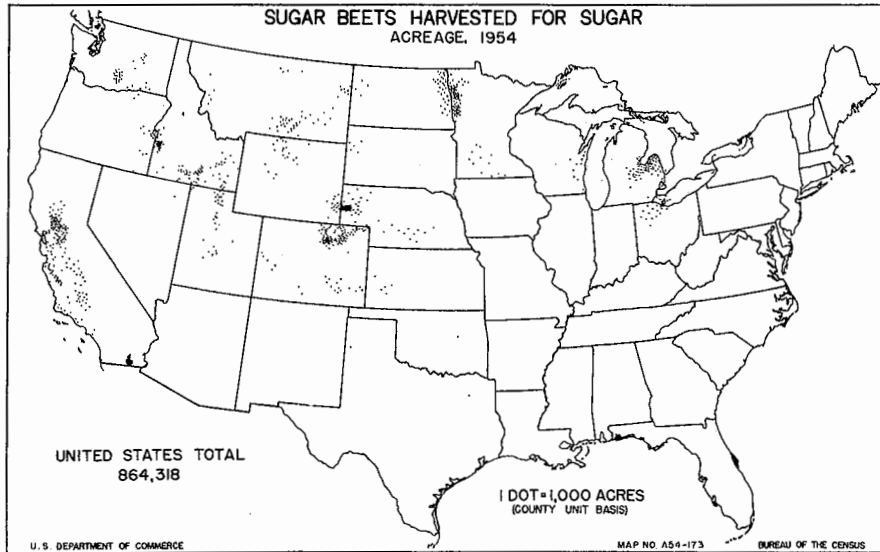 SUGAR BEETS HARVESTED FOR SUGAR
ACREAGE, 1954
UNITED STATES TOTAL
864,318
1 DOT=1,000 ACRES
(COUNTY UNIT BASIS)
U.S. DEPARTMENT OF COMMERCE
MAP NO. A54-173
BUREAU OF THE CENSUS